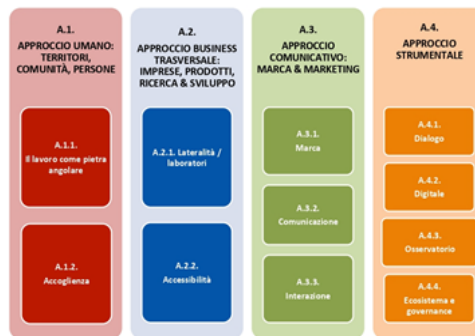 A.1.
APPROCCIO UMANO:
TERRITORI,
COMUNITÀ, PERSONE
A.1.1.
Il lavoro come pietra
angolare
A.1.2.
Accoglienza
A.2.
APPROCCIO BUSINESS
TRASVERSALE:
IMPRESE, PRODOTTI,
RICERCA & SVILUPPO
A.2.1. Lateralità /
laboratori
A.2.2.
Accessibilità
A.3.
APPROCCIO
COMUNICATIVO:
MARCA & MARKETING
A.3.1.
Marca
A.3.2.
Comunicazione
A.3.3.
Interazione
A.4.
APPROCCIO
STRUMENTALE
A.4.1.
Dialogo
A.4.2.
Digitale
A.4.3.
Osservatorio
A.4.4.
Ecosistema e
governance